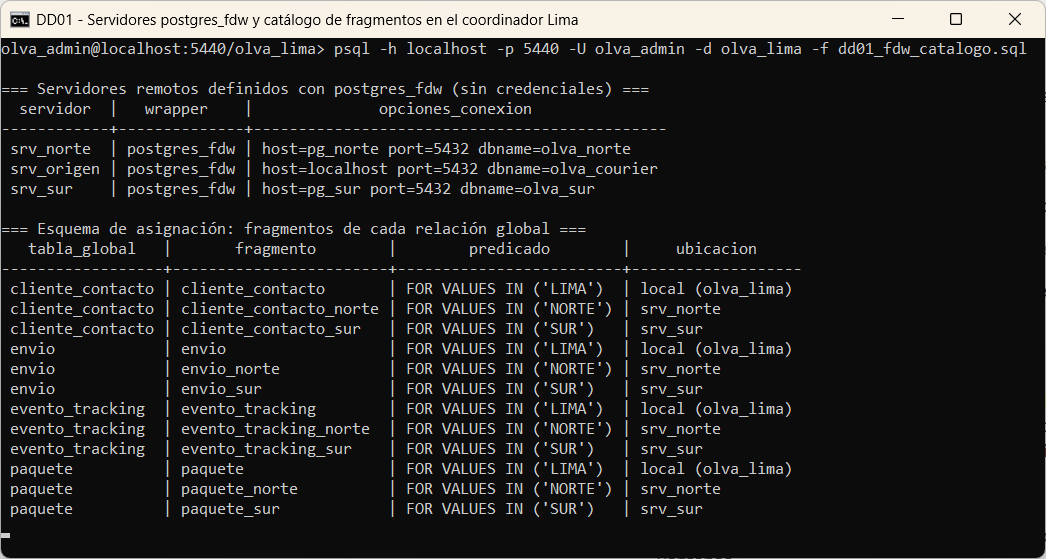 DD01 - Servidores postgres_fdw y catálogo de fragmentos en el coordinador Lima
olva_admin@localhost:5440/olva_lima> psql -h localhost -p 5440 -U olva_admin -d olva_lima -f dd01_fdw_catalogo.sql
=== Servidores remotos definidos con postgres_fdw (sin credenciales) ===
  servidor  |   wrapper    |              opciones_conexion
------------+--------------+----------------------------------------------
 srv_norte  | postgres_fdw | host=pg_norte port=5432 dbname=olva_norte
 srv_origen | postgres_fdw | host=localhost port=5432 dbname=olva_courier
 srv_sur    | postgres_fdw | host=pg_sur port=5432 dbname=olva_sur
=== Esquema de asignación: fragmentos de cada relación global ===
   tabla_global   |       fragmento        |        predicado        |     ubicacion
------------------+------------------------+-------------------------+-------------------
 cliente_contacto | cliente_contacto       | FOR VALUES IN ('LIMA')  | local (olva_lima)
 cliente_contacto | cliente_contacto_norte | FOR VALUES IN ('NORTE') | srv_norte
 cliente_contacto | cliente_contacto_sur   | FOR VALUES IN ('SUR')   | srv_sur
 envio            | envio                  | FOR VALUES IN ('LIMA')  | local (olva_lima)
 envio            | envio_norte            | FOR VALUES IN ('NORTE') | srv_norte
 envio            | envio_sur              | FOR VALUES IN ('SUR')   | srv_sur
 evento_tracking  | evento_tracking        | FOR VALUES IN ('LIMA')  | local (olva_lima)
 evento_tracking  | evento_tracking_norte  | FOR VALUES IN ('NORTE') | srv_norte
 evento_tracking  | evento_tracking_sur    | FOR VALUES IN ('SUR')   | srv_sur
 paquete          | paquete                | FOR VALUES IN ('LIMA')  | local (olva_lima)
 paquete          | paquete_norte          | FOR VALUES IN ('NORTE') | srv_norte
 paquete          | paquete_sur            | FOR VALUES IN ('SUR')   | srv_sur